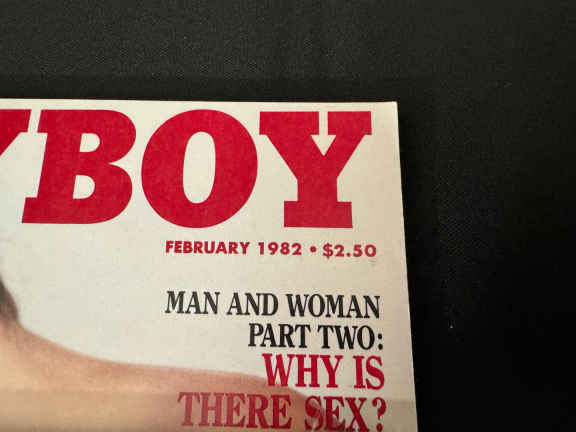 YBOY
FEBRUARY 1982 • $2.50
MAN AND WOMAN
PART TWO:
WHY IS
THERE SEX?